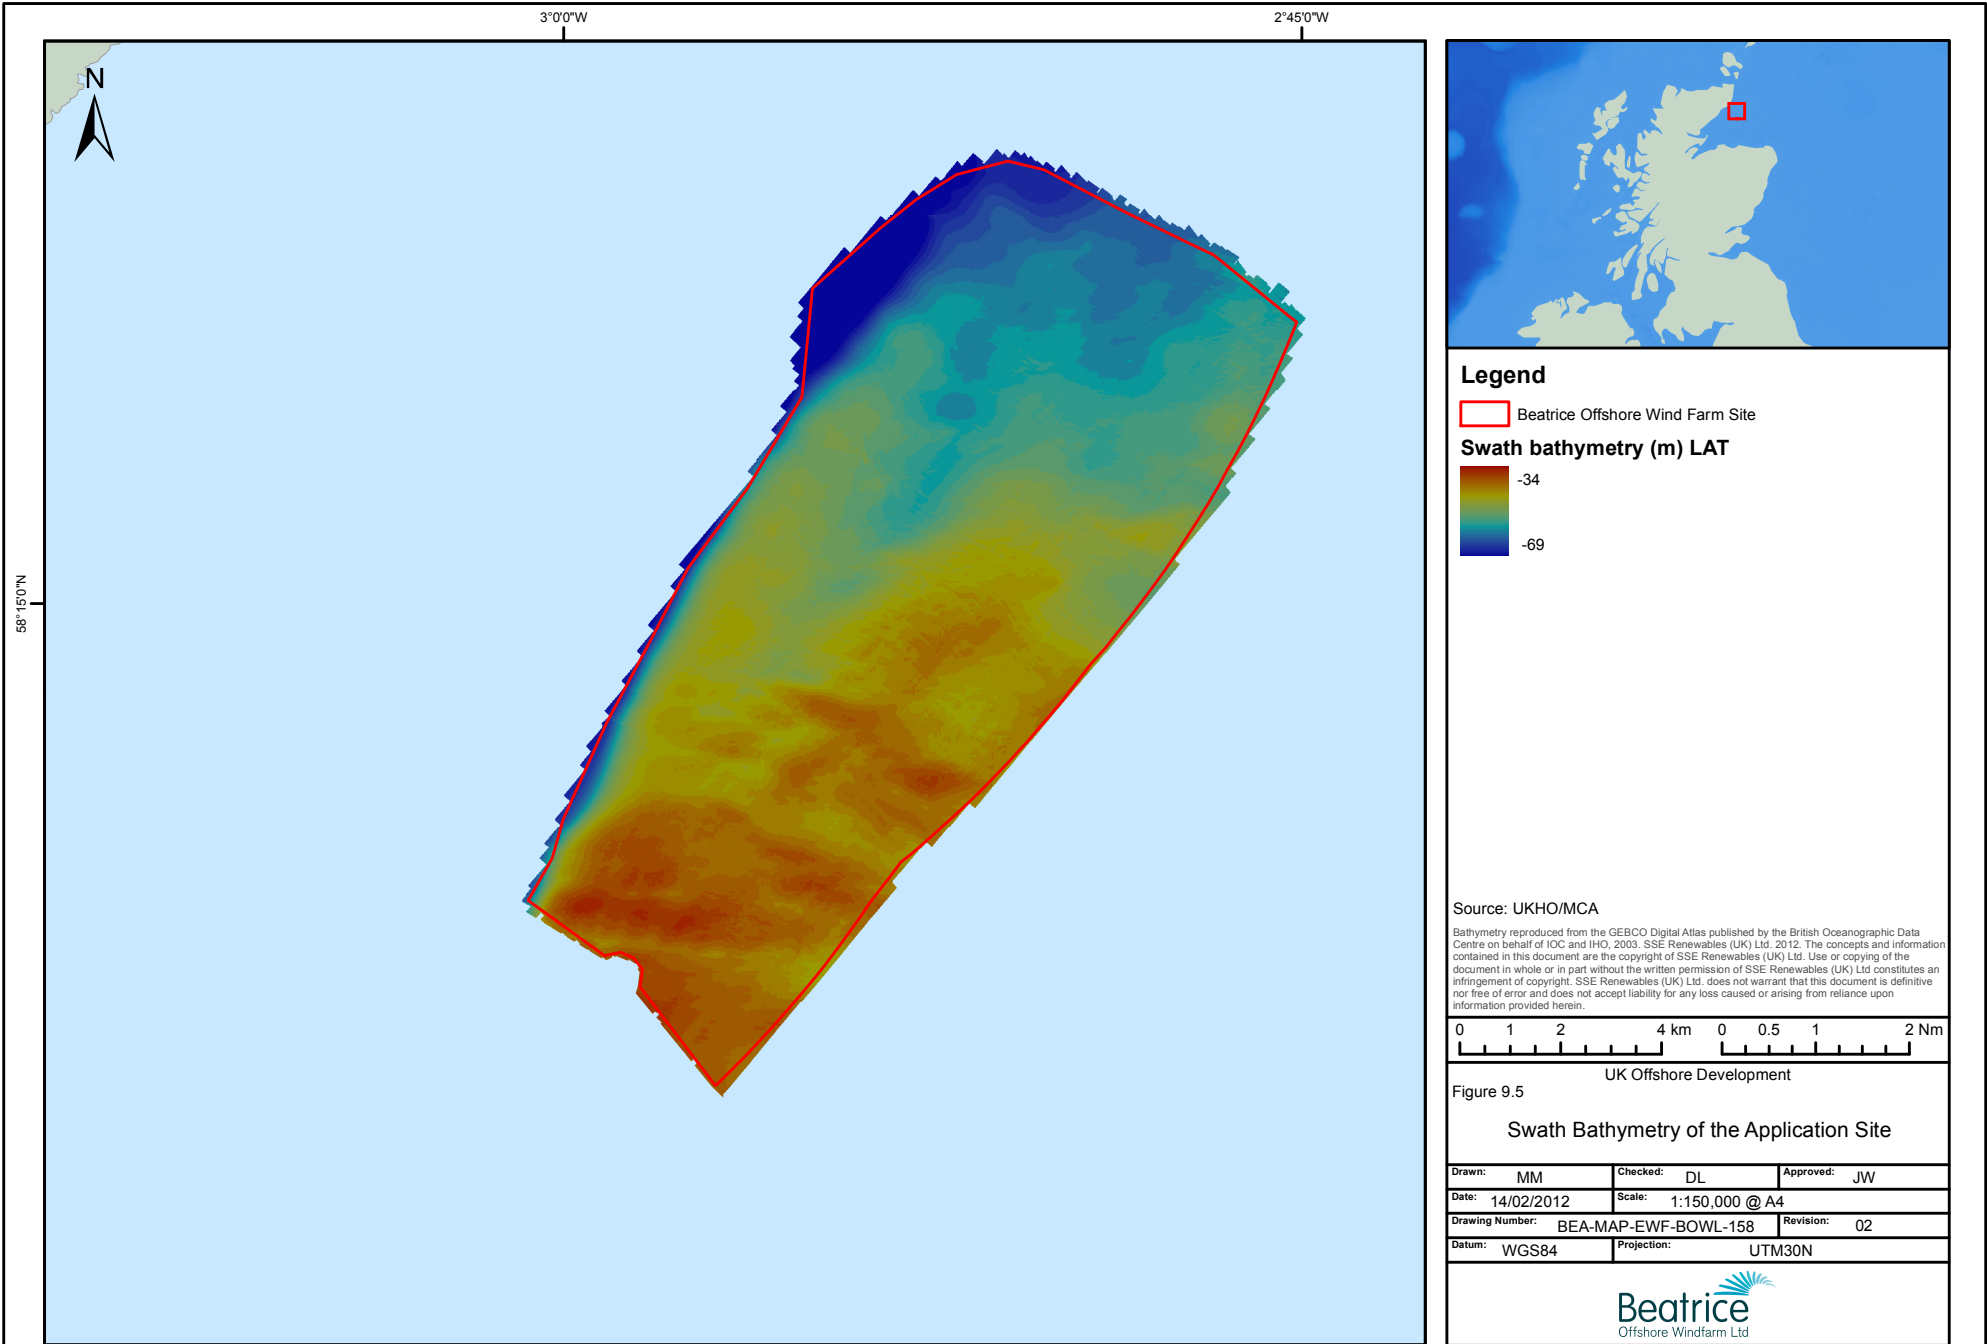 3°0'0"W
2°45'0"W
58°15'0"N
N
Legend
Beatrice Offshore Wind Farm Site
Swath bathymetry (m) LAT
-34
-69
Source: UKHO/MCA
Bathymetry reproduced from the GEBCO Digital Atlas published by the British Oceanographic Data
Centre on behalf of IOC and IHO, 2003. SSE Renewables (UK) Ltd. 2012. The concepts and information
contained in this document are the copyright of SSE Renewables (UK) Ltd. Use or copying of the
document in whole or in part without the written permission of SSE Renewables (UK) Ltd constitutes an
infringement of copyright. SSE Renewables (UK) Ltd. does not warrant that this document is definitive
nor free of error and does not accept liability for any loss caused or arising from reliance upon
information provided herein.
0 1 2 4 km 0 0.5 1 2 Nm
UK Offshore Development
Figure 9.5
Swath Bathymetry of the Application Site
Drawn: MM Checked: DL Approved: JW
Date: 14/02/2012 Scale: 1:150,000 @ A4
Drawing Number: BEA-MAP-EWF-BOWL-158 Revision: 02
Datum: WGS84 Projection: UTM30N
Beatrice
Offshore Windfarm Ltd